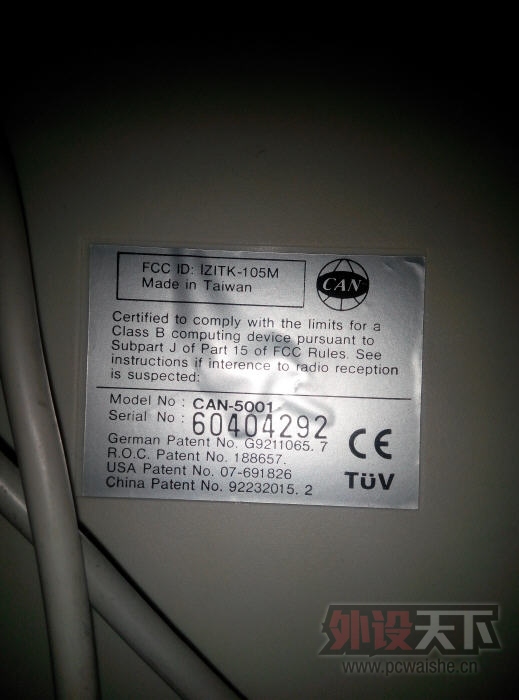 FCC ID: IZITK-105M
Made in Taiwan
CAN
Certified to comply with the limits for a
Class B computing device pursuant to
Subpart J of Part 15 of FCC Rules. See
instructions if interence to radio reception
is suspected:
Model No : CAN-5001
Serial No : 60404292
German Patent No. G9211065. 7
R.O.C. Patent No. 188657.
USA Patent No. 07-691826
China Patent No. 92232015. 2
CE
TÜV
外设天下
www.pcwaishe.cn